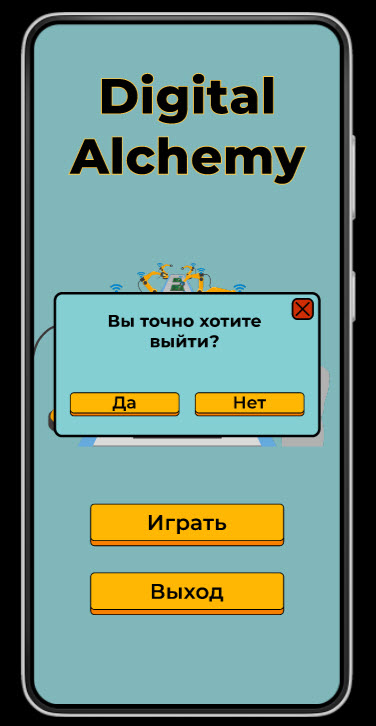 Digital
Alchemy
Вы точно хотите
выйти?
Да
Нет
Играть
Выход